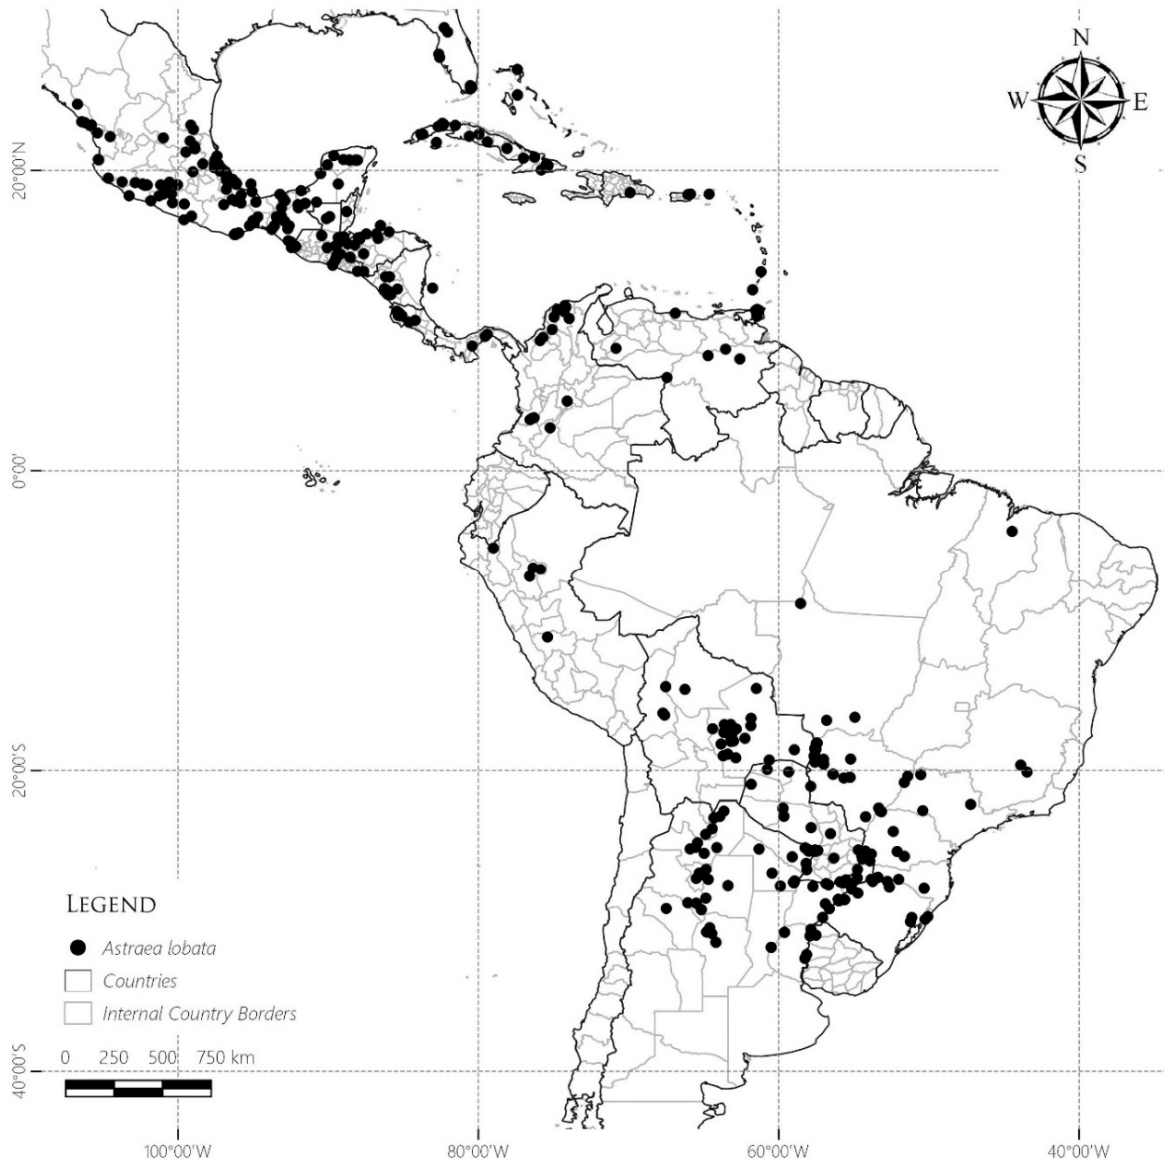 N
W E
S
20°00'N
0°00'
20°00'S
40°00'S
LEGEND
Astraea lobata
Countries
Internal Country Borders
0 250 500 750 km
100°00'W 80°00'W 60°00'W 40°00'W